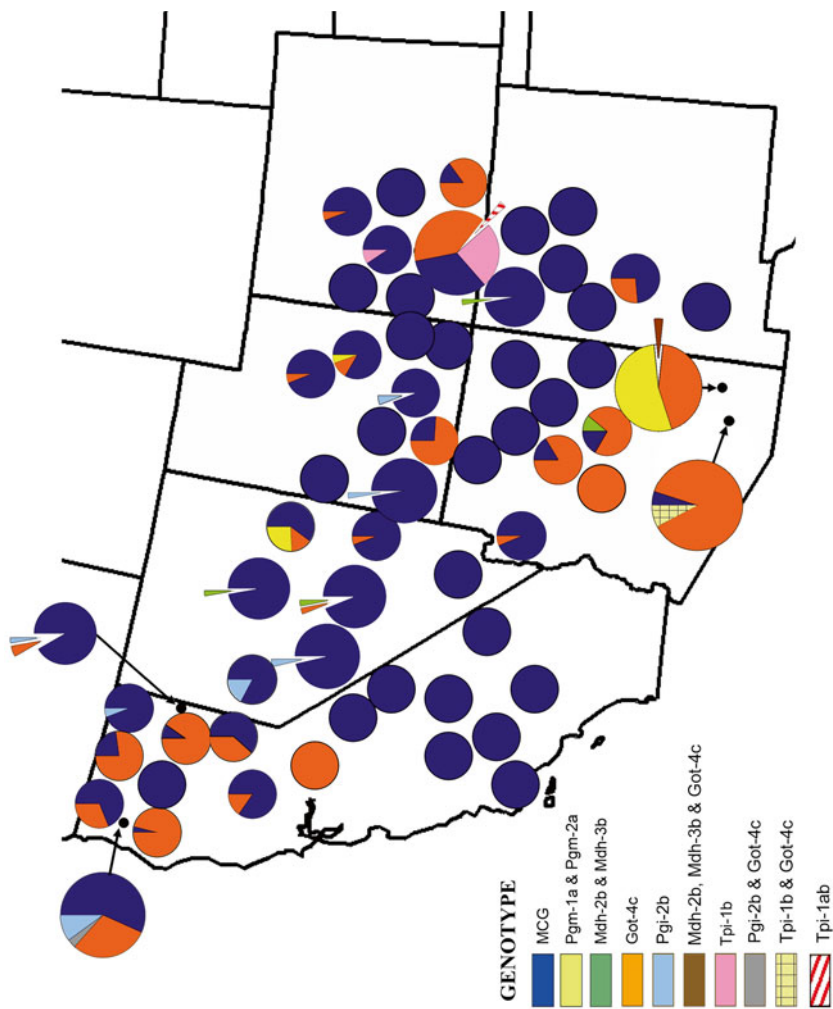 GENOTYPE
MCG
Pgm-1a & Pgm-2a
Mdh-2b & Mdh-3b
Got-4c
Pgi-2b
Mdh-2b, Mdh-3b & Got-4c
Tpi-1b
Pgi-2b & Got-4c
Tpi-1b & Got-4c
Tpi-1ab